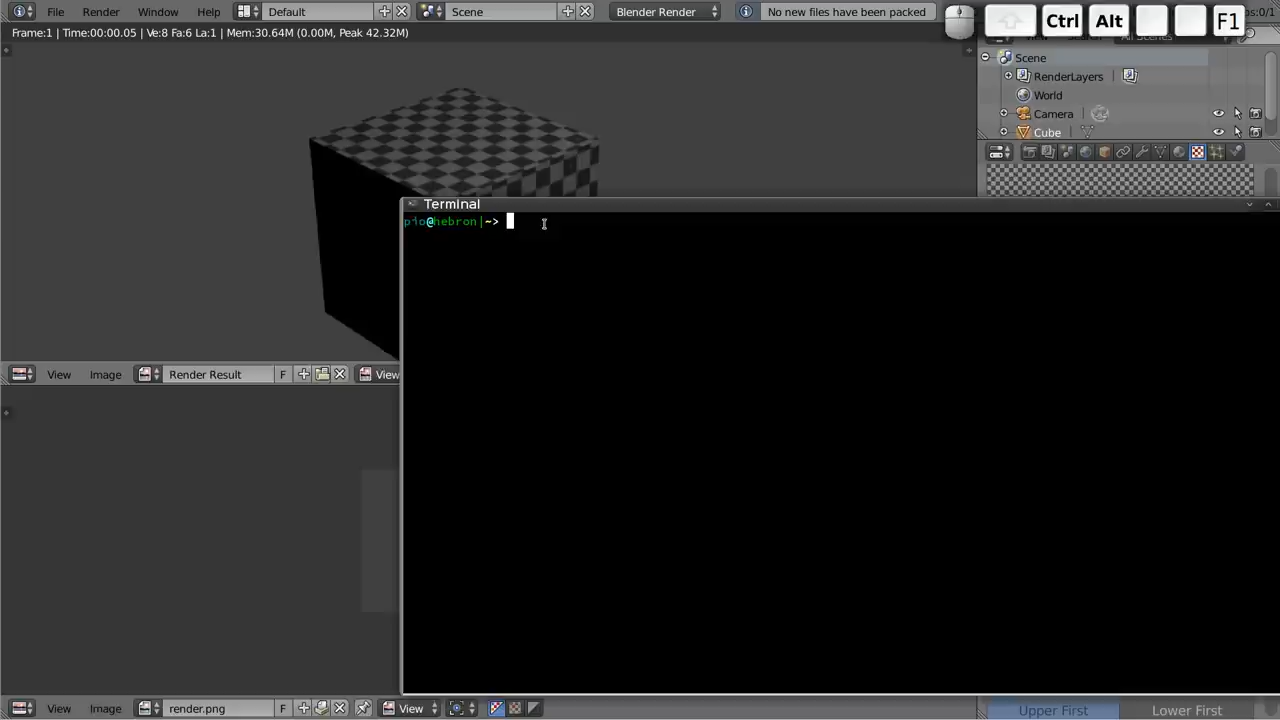 File Render Window Help Default Scene Blender Render No new files have been packed
Ctrl Alt F1
Frame:1 | Time:00:00.05 | Ve:8 Fa:6 La:1 | Mem:30.64M (0.00M, Peak 42.32M)
Scene
RenderLayers
World
Camera
Cube
Terminal
pio@hebron|~>
View Image Render Result F View
View Image render.png F View
Upper First Lower First